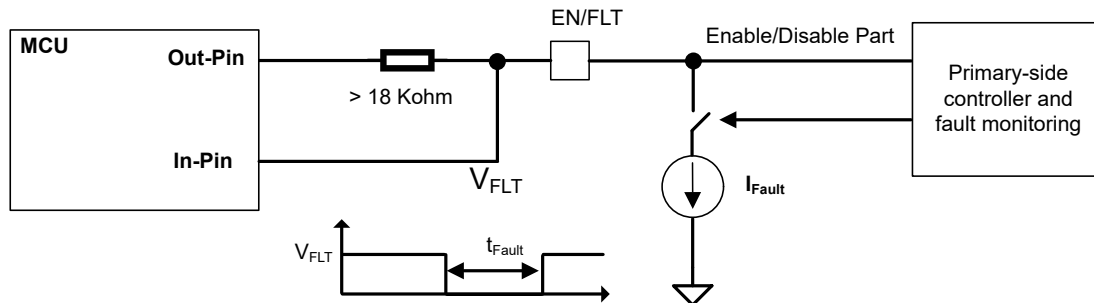 EN/FLT
MCU
Out-Pin
Enable/Disable Part
> 18 Kohm
Primary-side
controller and
fault monitoring
In-Pin
VFLT
IFault
VFLT
tFault